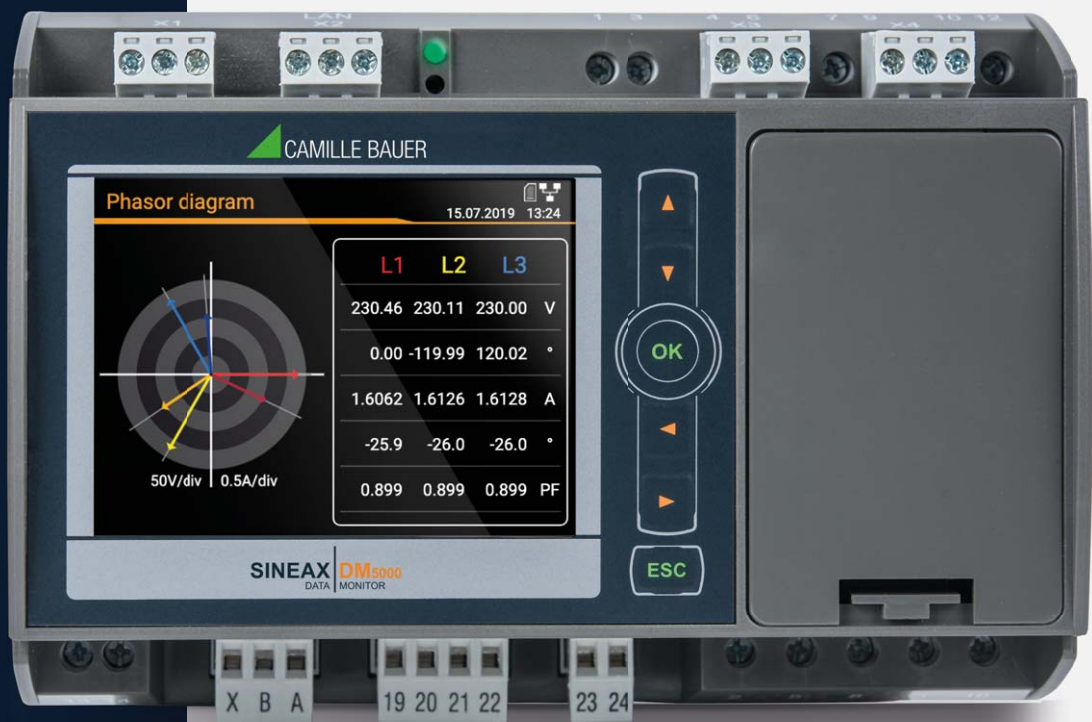 X1 LAN 1 3 4 6 7 9 10 12
X2 X3 X4
CAMILLE BAUER
Phasor diagram
15.07.2019 13:24
L1 L2 L3
230.46 230.11 230.00 V
0.00 -119.99 120.02 °
1.6062 1.6126 1.6128 A
-25.9 -26.0 -26.0 °
0.899 0.899 0.899 PF
50V/div 0.5A/div
OK
ESC
SINEAX DM5000
DATA MONITOR
X B A 19 20 21 22 23 24